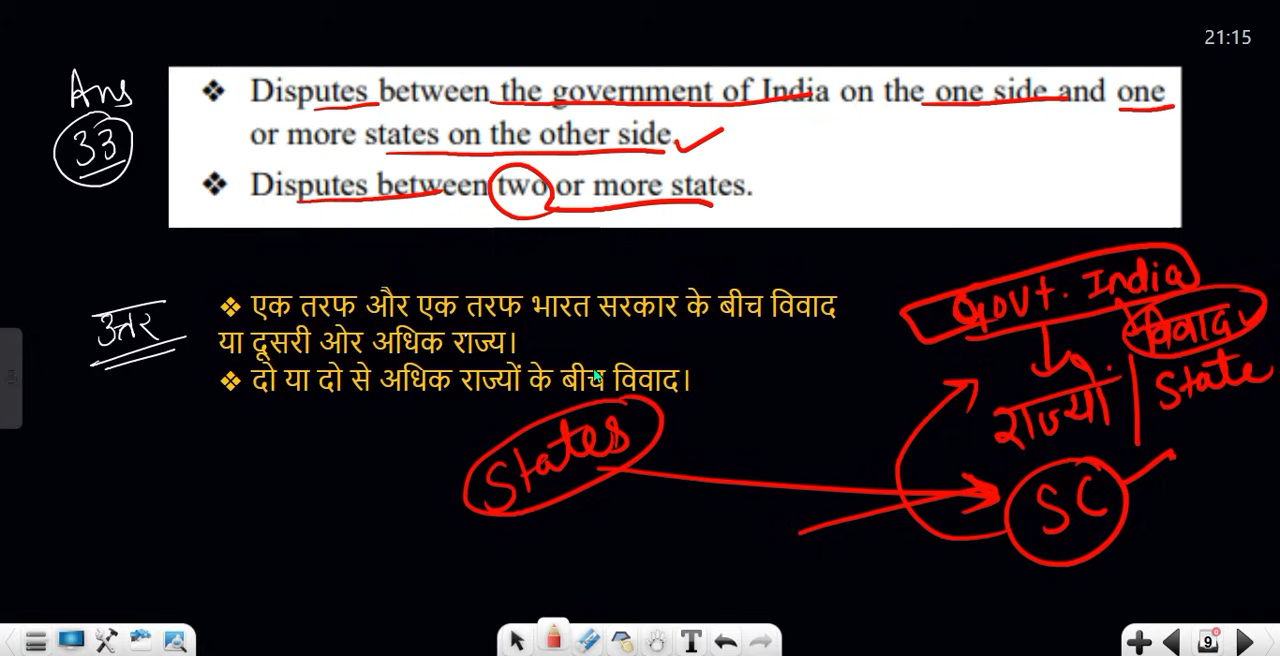 21:15
Ans
33
❖ Disputes between the government of India on the one side and one
or more states on the other side.
❖ Disputes between two or more states.
उत्तर
❖ एक तरफ और एक तरफ भारत सरकार के बीच विवाद
या दूसरी ओर अधिक राज्य।
❖ दो या दो से अधिक राज्यों के बीच विवाद।
Govt. India
विवाद
राज्यों
State
States
SC
T
9